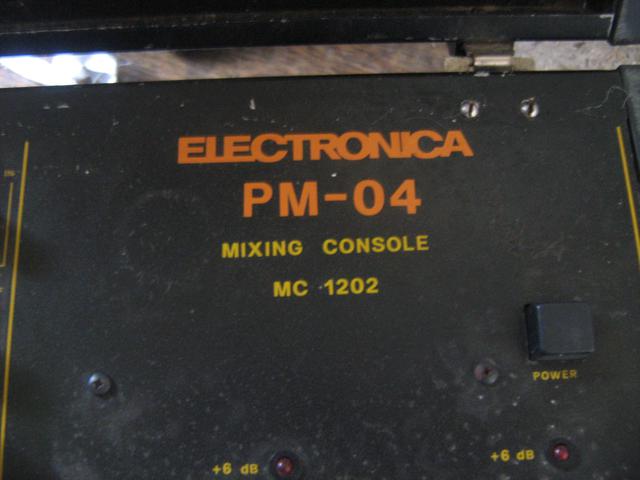 ELECTRONICA
PM-04
MIXING CONSOLE
MC 1202
POWER
+6 dB
+6 dB